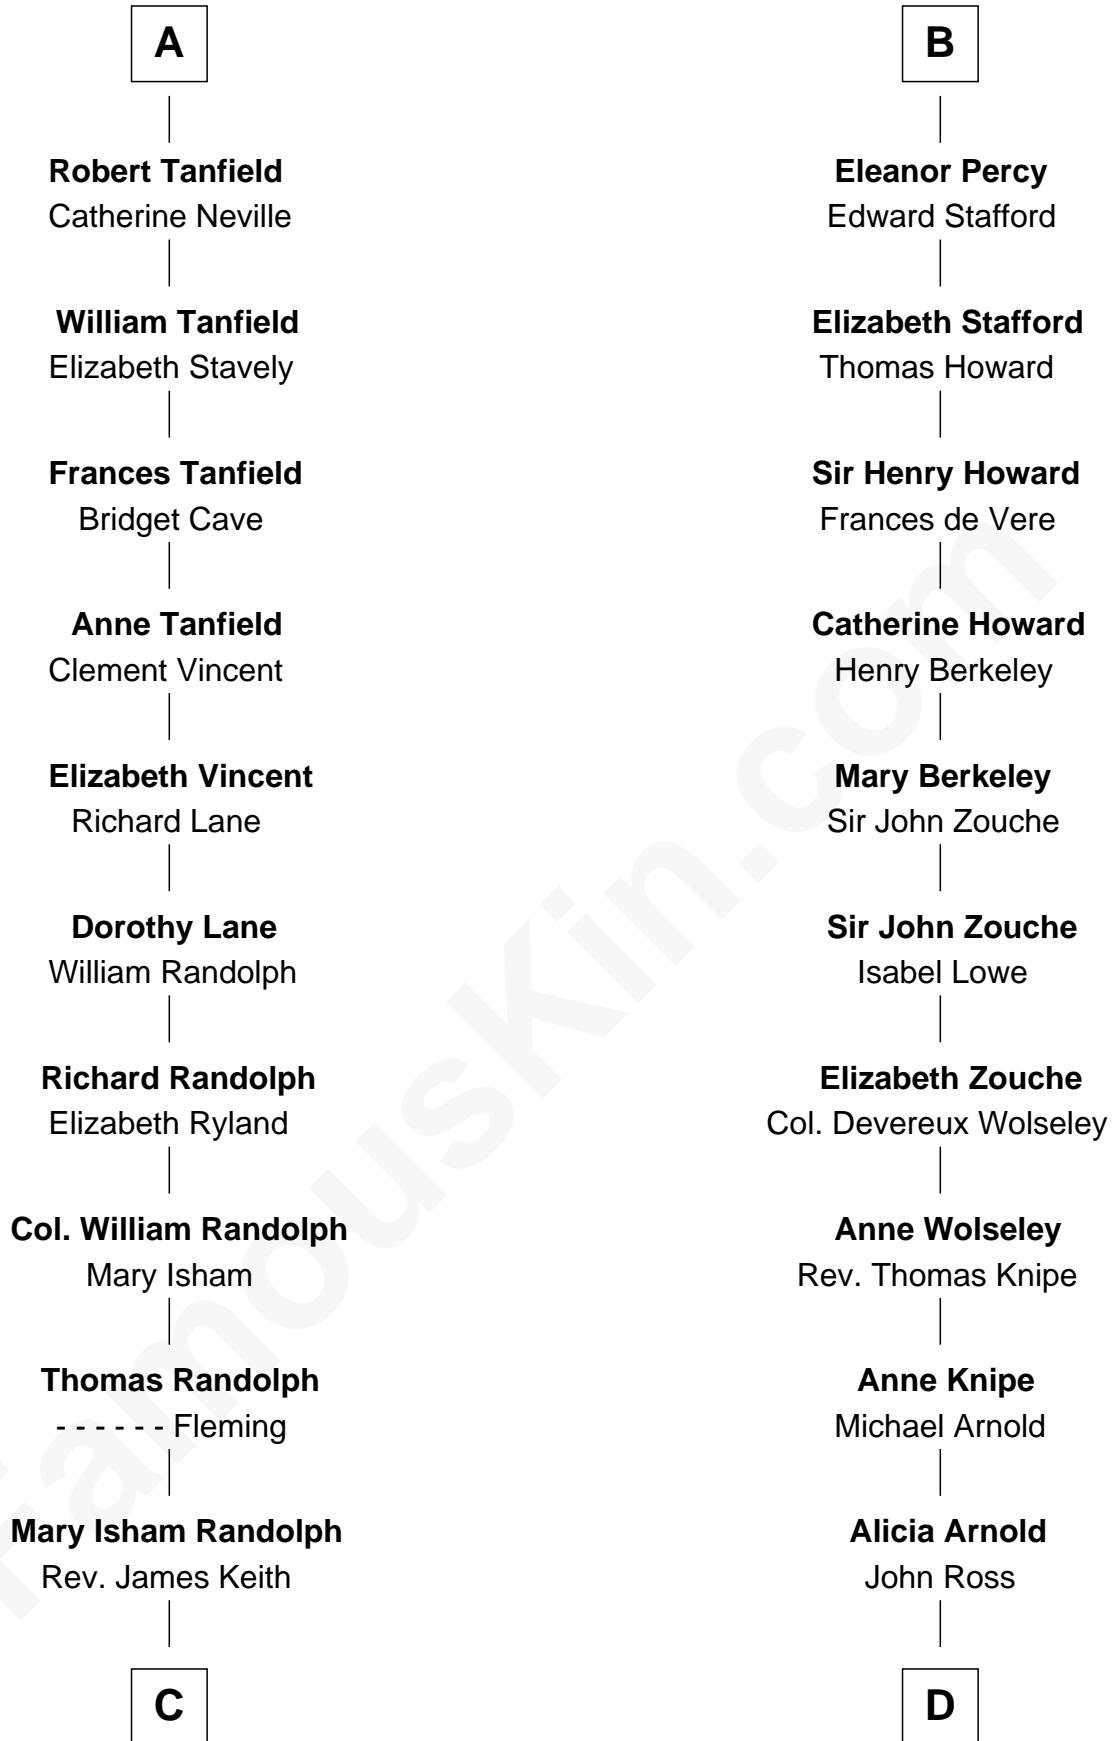 A
Robert Tanfield
Catherine Neville
William Tanfield
Elizabeth Stavely
Frances Tanfield
Bridget Cave
Anne Tanfield
Clement Vincent
Elizabeth Vincent
Richard Lane
Dorothy Lane
William Randolph
Richard Randolph
Elizabeth Ryland
Col. William Randolph
Mary Isham
Thomas Randolph
- - - - - - Fleming
Mary Isham Randolph
Rev. James Keith
C
B
Eleanor Percy
Edward Stafford
Elizabeth Stafford
Thomas Howard
Sir Henry Howard
Frances de Vere
Catherine Howard
Henry Berkeley
Mary Berkeley
Sir John Zouche
Sir John Zouche
Isabel Lowe
Elizabeth Zouche
Col. Devereux Wolseley
Anne Wolseley
Rev. Thomas Knipe
Anne Knipe
Michael Arnold
Alicia Arnold
John Ross
D
FamousKin.com